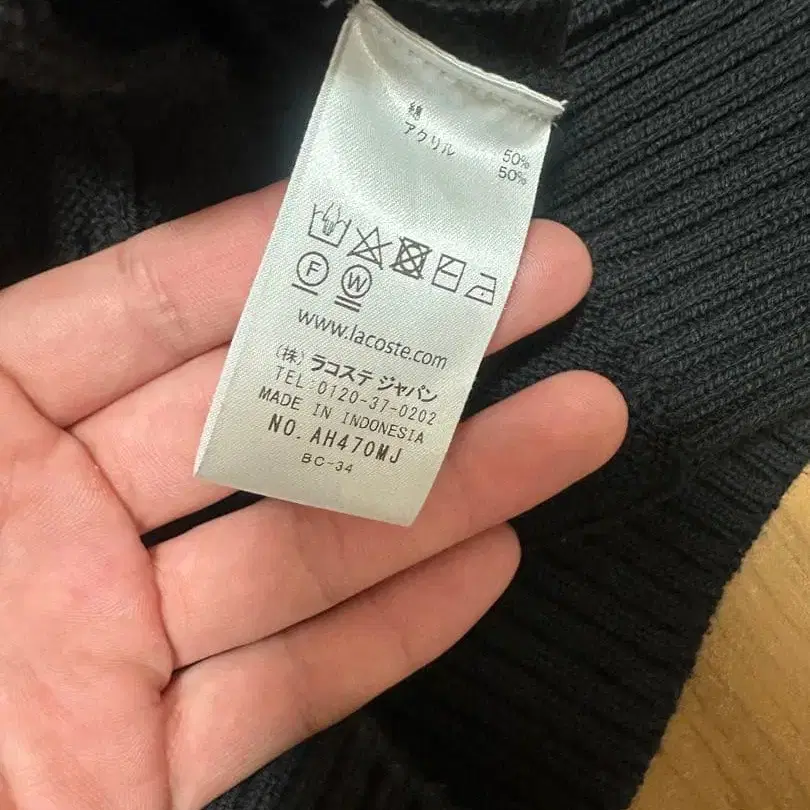 綿 50%
アクリル 50%
F W
www.lacoste.com
(株) ラコステ ジャパン
TEL:0120-37-0202
MADE IN INDONESIA
NO. AH470MJ
BC-34